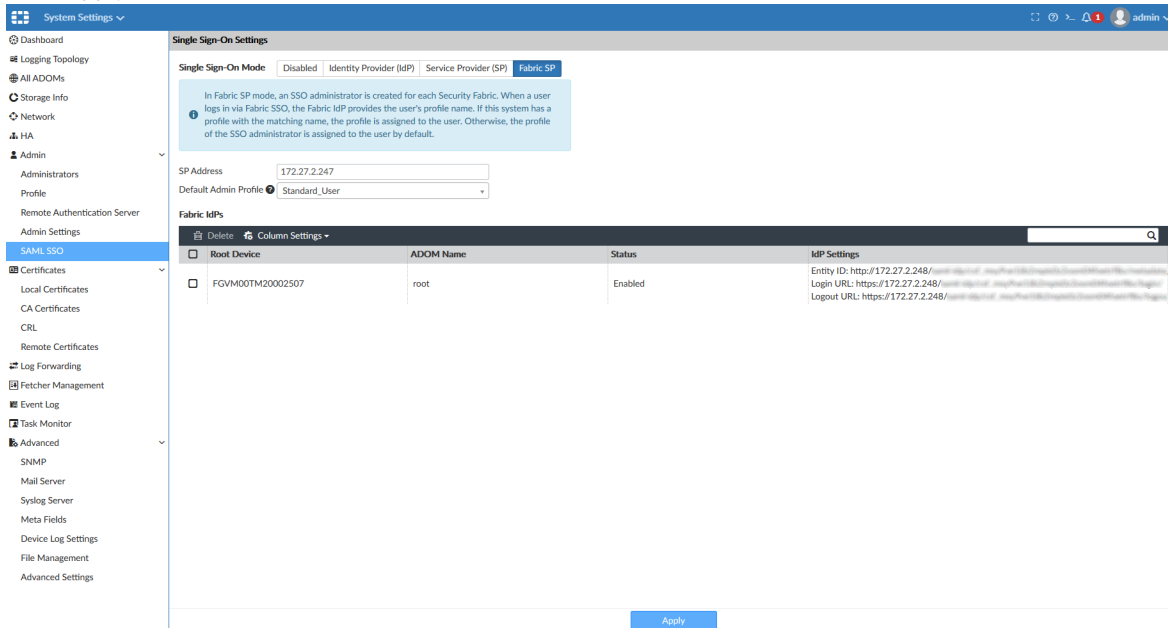 System Settings
1
admin
Dashboard
Logging Topology
All ADOMs
Storage Info
Network
HA
Admin
Administrators
Profile
Remote Authentication Server
Admin Settings
SAML SSO
Certificates
Local Certificates
CA Certificates
CRL
Remote Certificates
Log Forwarding
Fetcher Management
Event Log
Task Monitor
Advanced
SNMP
Mail Server
Syslog Server
Meta Fields
Device Log Settings
File Management
Advanced Settings
Single Sign-On Settings
Single Sign-On Mode Disabled Identity Provider (IdP) Service Provider (SP) Fabric SP
In Fabric SP mode, an SSO administrator is created for each Security Fabric. When a user
logs in via Fabric SSO, the Fabric IdP provides the user's profile name. If this system has a
profile with the matching name, the profile is assigned to the user. Otherwise, the profile
of the SSO administrator is assigned to the user by default.
SP Address 172.27.2.247
Default Admin Profile Standard_User
Fabric IdPs
Delete Column Settings
Root Device ADOM Name Status IdP Settings
FGVM00TM20002507 root Enabled
Entity ID: http://172.27.2.248/
Login URL: https://172.27.2.248/
Logout URL: https://172.27.2.248/
Apply